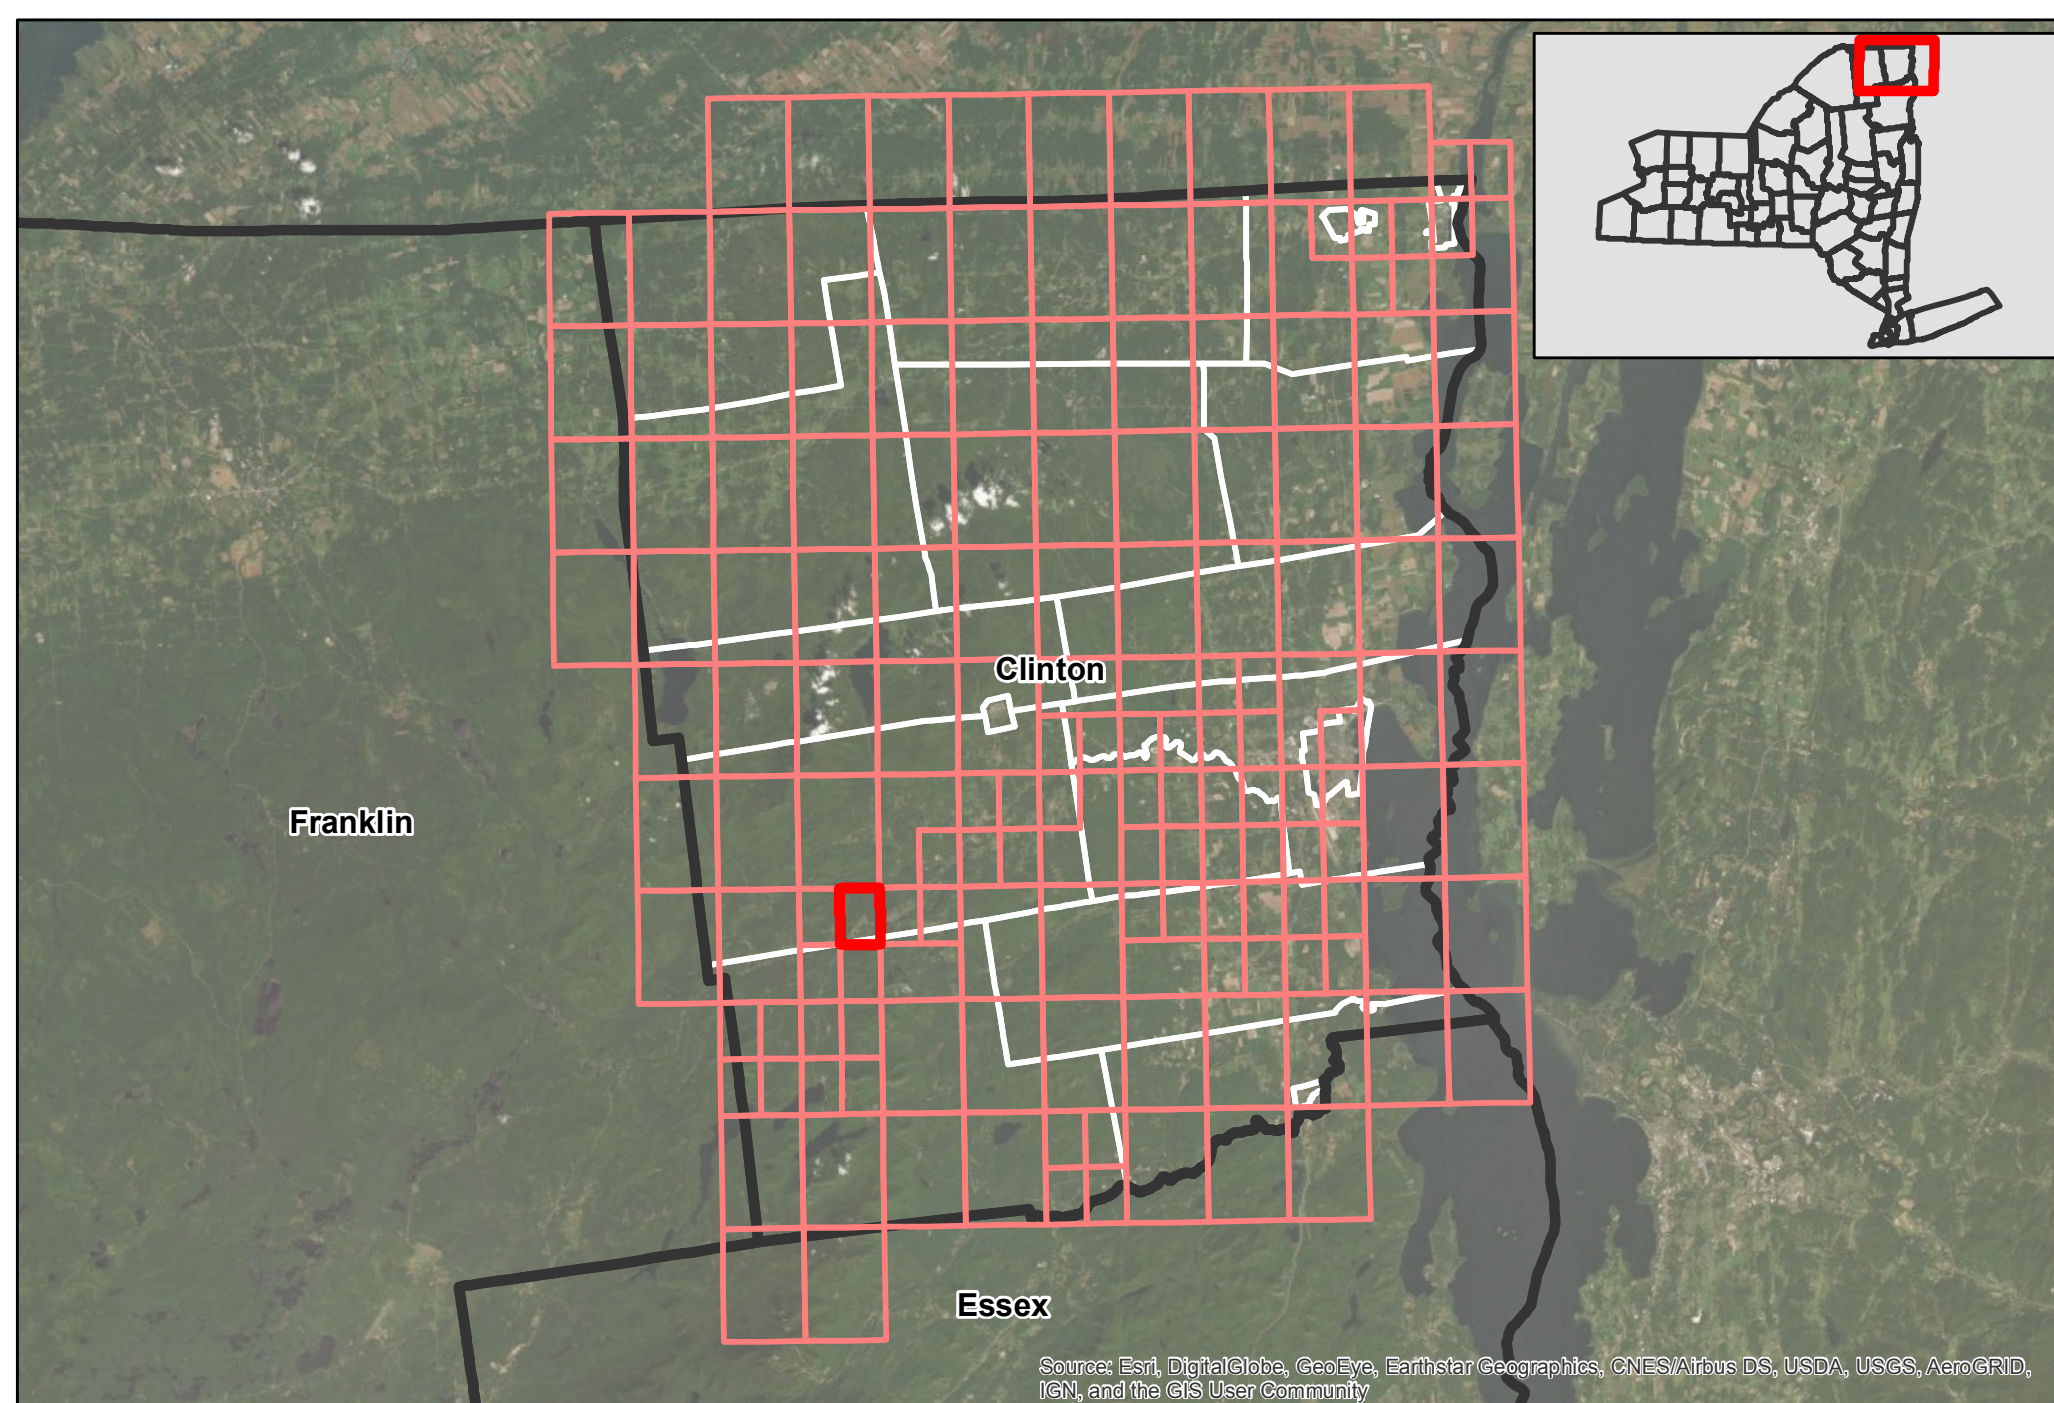 Clinton
Franklin
Essex
Source: Esri, DigitalGlobe, GeoEye, Earthstar Geographics, CNES/Airbus DS, USDA, USGS, AeroGRID,
IGN, and the GIS User Community